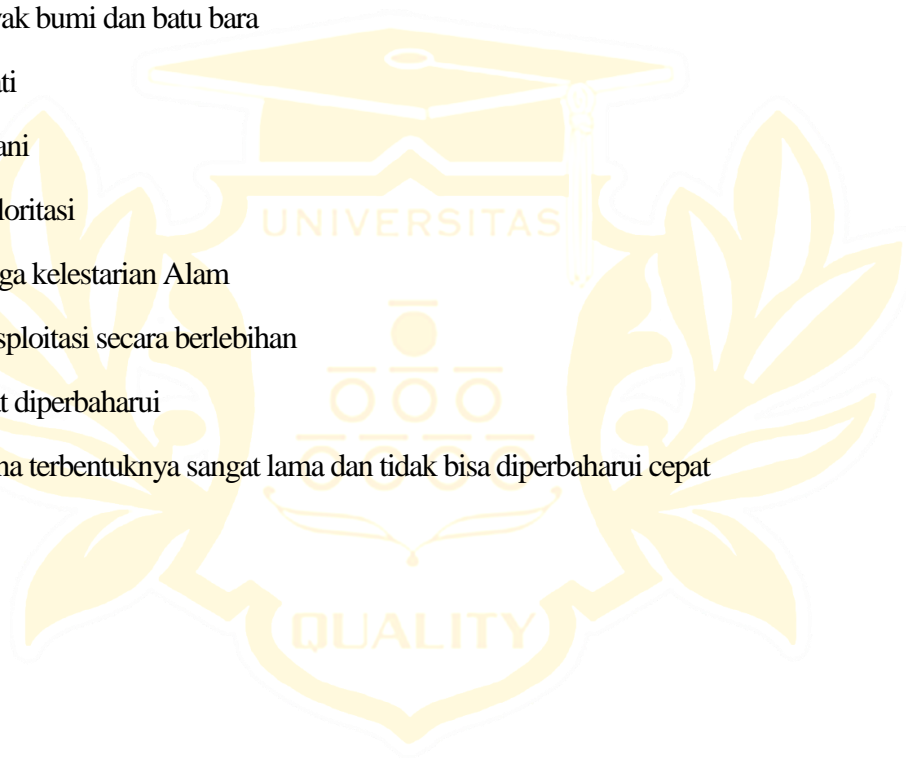 yak bumi dan batu bara
ti
ani
loritasi
ga kelestarian Alam
sploitasi secara berlebihan
t diperbaharui
na terbentuknya sangat lama dan tidak bisa diperbaharui cepat
UNIVERSITAS
QUALITY